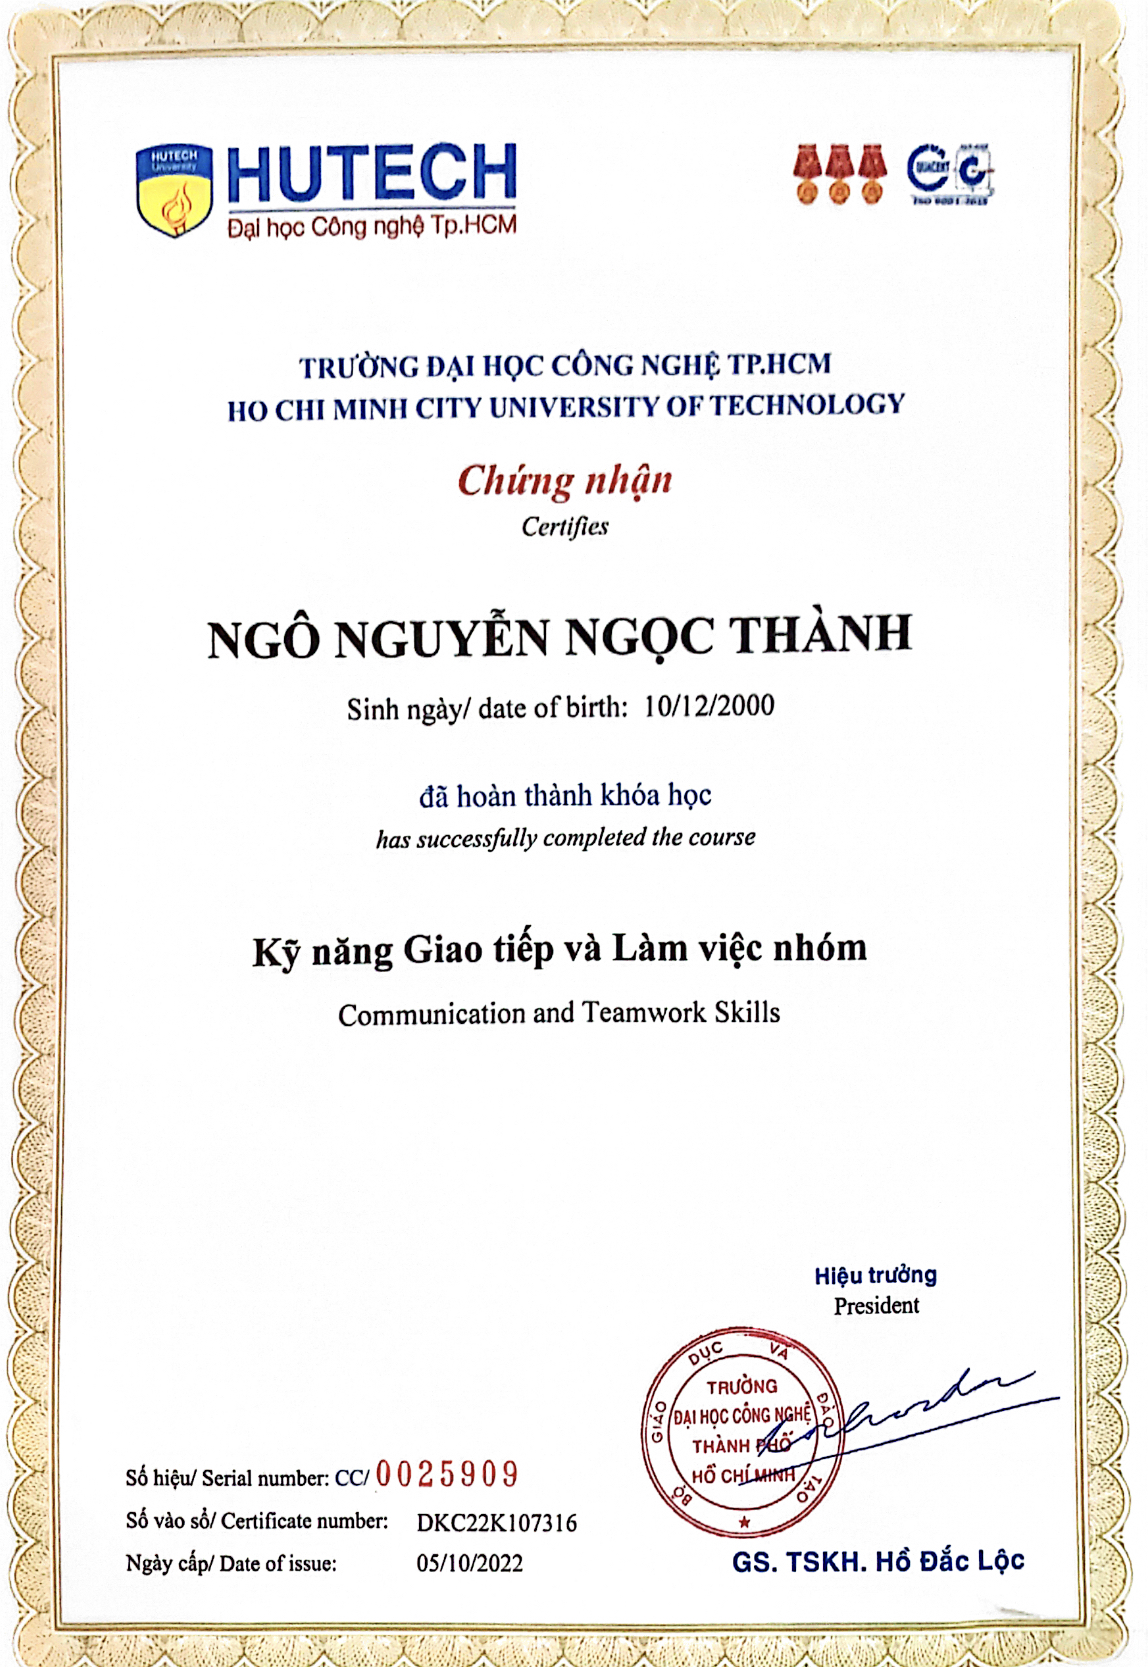 HUTECH
University
HUTECH
Đại học Công nghệ Tp.HCM
QUACERT
ISO 9001:2015
TRƯỜNG ĐẠI HỌC CÔNG NGHỆ TP.HCM
HO CHI MINH CITY UNIVERSITY OF TECHNOLOGY
Chứng nhận
Certifies
NGÔ NGUYỄN NGỌC THÀNH
Sinh ngày/ date of birth: 10/12/2000
đã hoàn thành khóa học
has successfully completed the course
Kỹ năng Giao tiếp và Làm việc nhóm
Communication and Teamwork Skills
Hiệu trưởng
President
BỘ GIÁO DỤC VÀ ĐÀO TẠO
TRƯỜNG
ĐẠI HỌC CÔNG NGHỆ
THÀNH PHỐ
HỒ CHÍ MINH
Số hiệu/ Serial number: CC/ 0025909
Số vào sổ/ Certificate number: DKC22K107316
Ngày cấp/ Date of issue: 05/10/2022
GS. TSKH. Hồ Đắc Lộc